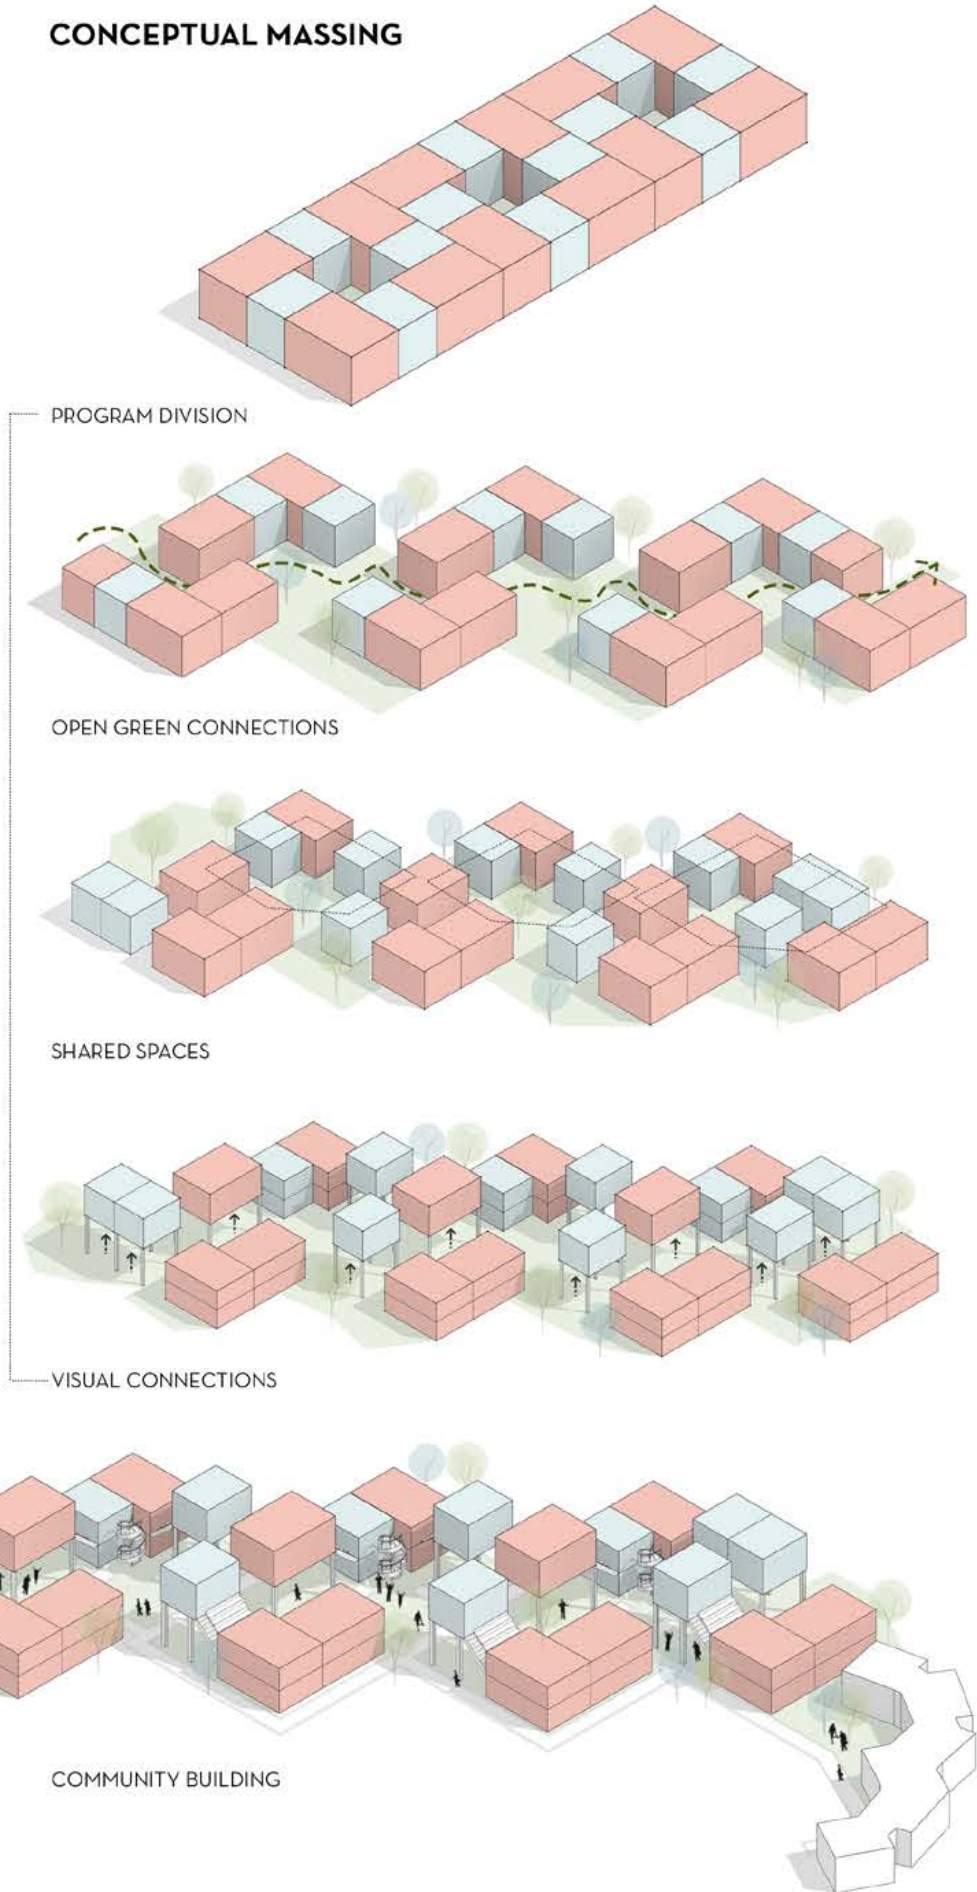 CONCEPTUAL MASSING
PROGRAM DIVISION
OPEN GREEN CONNECTIONS
SHARED SPACES
VISUAL CONNECTIONS
COMMUNITY BUILDING